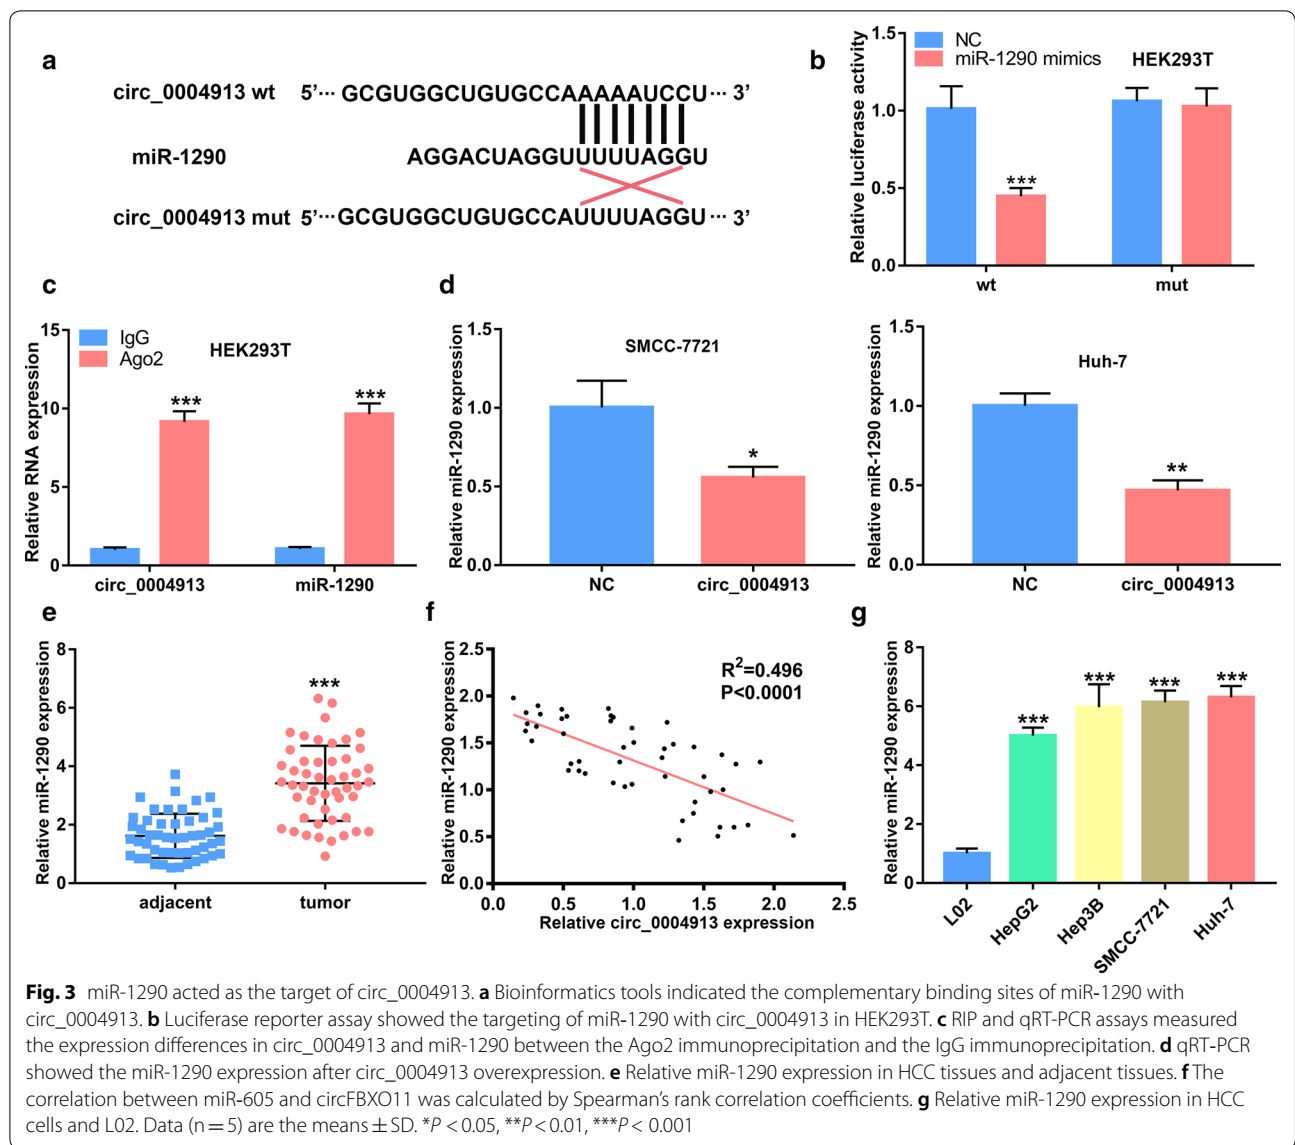 a
circ_0004913 wt 5’··· GCGUGGCUGUGCCAAAAAUCCU ··· 3’
miR-1290 AGGACUAGGUUUUUUAGGU
circ_0004913 mut 5’··· GCGUGGCUGUGCCAUUUUAGGU ··· 3’
b
NC
miR-1290 mimics
HEK293T
Relative luciferase activity
1.5
1.0
0.5
0.0
wt mut
c
IgG
Ago2
HEK293T
Relative RNA expression
15
10
5
0
*** ***
circ_0004913 miR-1290
***
d
SMCC-7721
Relative miR-1290 expression
1.5
1.0
0.5
0.0
*
NC circ_0004913
Huh-7
Relative miR-1290 expression
1.5
1.0
0.5
0.0
**
NC circ_0004913
e
Relative miR-1290 expression
8
6
4
2
0
***
adjacent tumor
f
Relative miR-1290 expression
2.5
2.0
1.5
1.0
0.5
0.0
R2=0.496
P<0.0001
0.0 0.5 1.0 1.5 2.0 2.5
Relative circ_0004913 expression
g
Relative miR-1290 expression
8
6
4
2
0
*** *** *** ***
L02 HepG2 Hep3B SMCC-7721 Huh-7
Fig. 3 miR-1290 acted as the target of circ_0004913. a Bioinformatics tools indicated the complementary binding sites of miR-1290 with
circ_0004913. b Luciferase reporter assay showed the targeting of miR-1290 with circ_0004913 in HEK293T. c RIP and qRT-PCR assays measured
the expression differences in circ_0004913 and miR-1290 between the Ago2 immunoprecipitation and the IgG immunoprecipitation. d qRT-PCR
showed the miR-1290 expression after circ_0004913 overexpression. e Relative miR-1290 expression in HCC tissues and adjacent tissues. f The
correlation between miR-605 and circFBXO11 was calculated by Spearman’s rank correlation coefficients. g Relative miR-1290 expression in HCC
cells and L02. Data (n = 5) are the means ± SD. *P < 0.05, **P < 0.01, ***P < 0.001